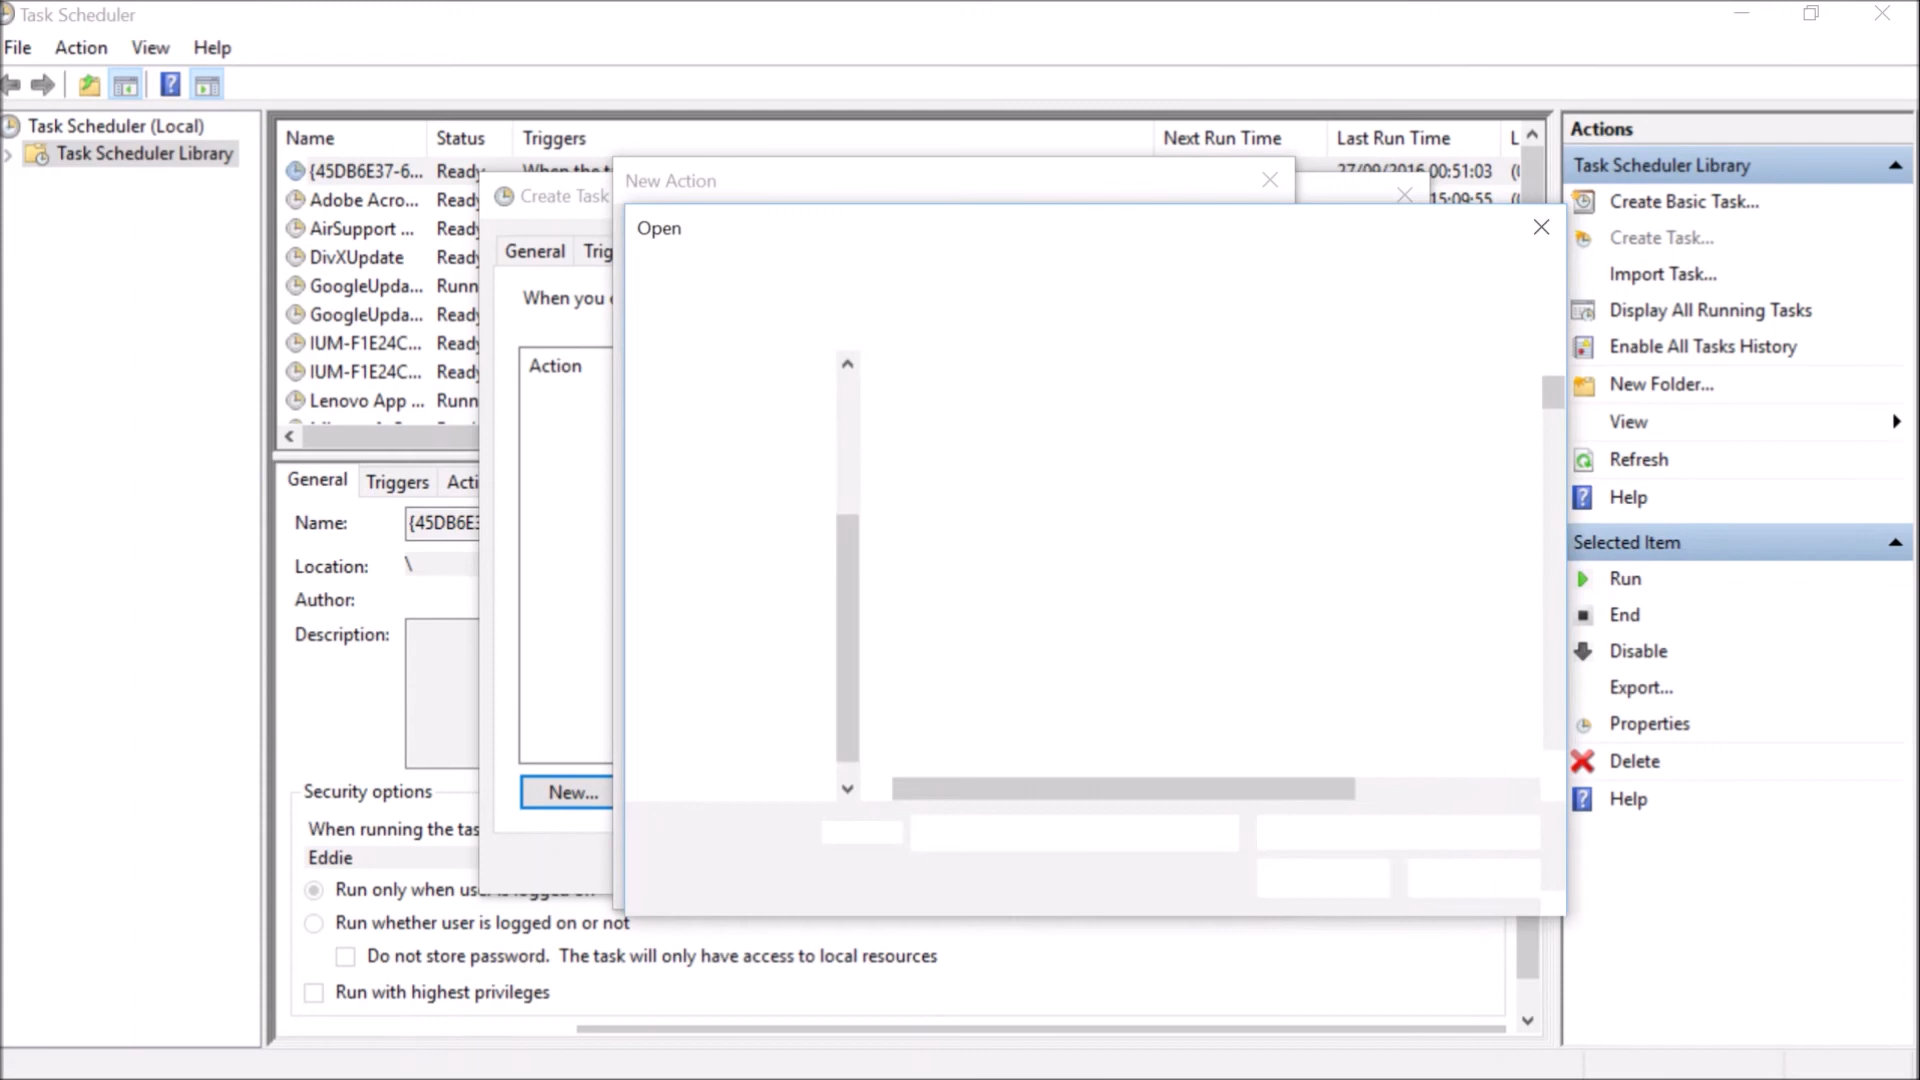 Task Scheduler
File Action View Help
Task Scheduler (Local)
Task Scheduler Library
Name Status Triggers Next Run Time Last Run Time L
{45DB6E37-6... Ready When the t 27/09/2016 00:51:03 ((
Adobe Acro... Ready 15:09:55 ((
AirSupport ... Ready
DivXUpdate Ready
GoogleUpda... Runn
GoogleUpda... Ready
IUM-F1E24C... Ready
IUM-F1E24C... Ready
Lenovo App ... Runn
General Triggers Acti
Name: {45DB6E3
Location: \
Author:
Description:
Security options
When running the tas
Eddie
Run only when user is logged on
Run whether user is logged on or not
Do not store password. The task will only have access to local resources
Run with highest privileges
Create Task
General Trig
When you c
Action
New...
New Action
Open
Actions
Task Scheduler Library
Create Basic Task...
Create Task...
Import Task...
Display All Running Tasks
Enable All Tasks History
New Folder...
View
Refresh
Help
Selected Item
Run
End
Disable
Export...
Properties
Delete
Help